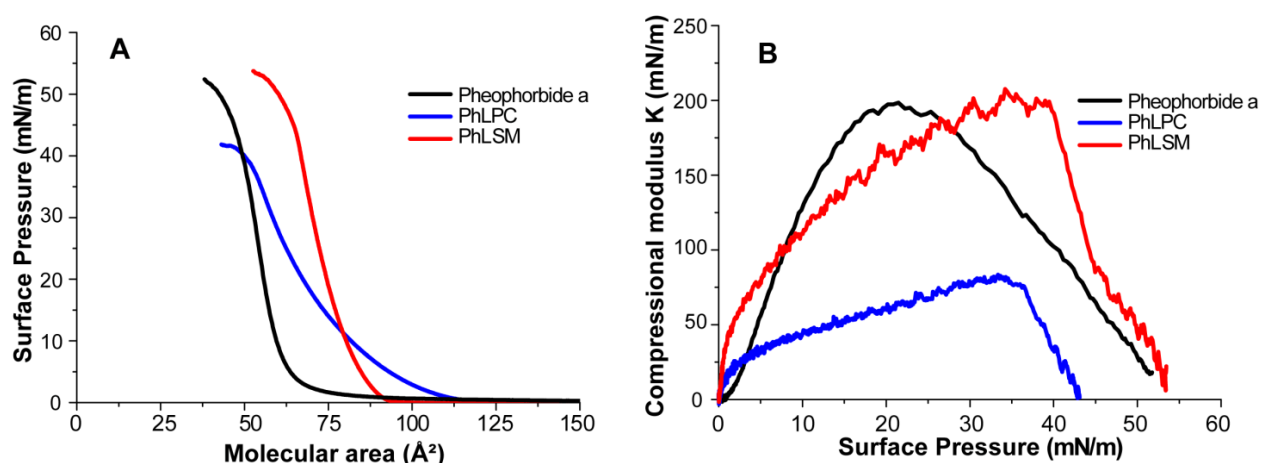 A
Surface Pressure (mN/m)
60
50
40
30
20
10
0
0 25 50 75 100 125 150
Molecular area (Å²)
Pheophorbide a
PhLPC
PhLSM
B
Compressional modulus K (mN/m)
250
200
150
100
50
0
0 10 20 30 40 50 60
Surface Pressure (mN/m)
Pheophorbide a
PhLPC
PhLSM